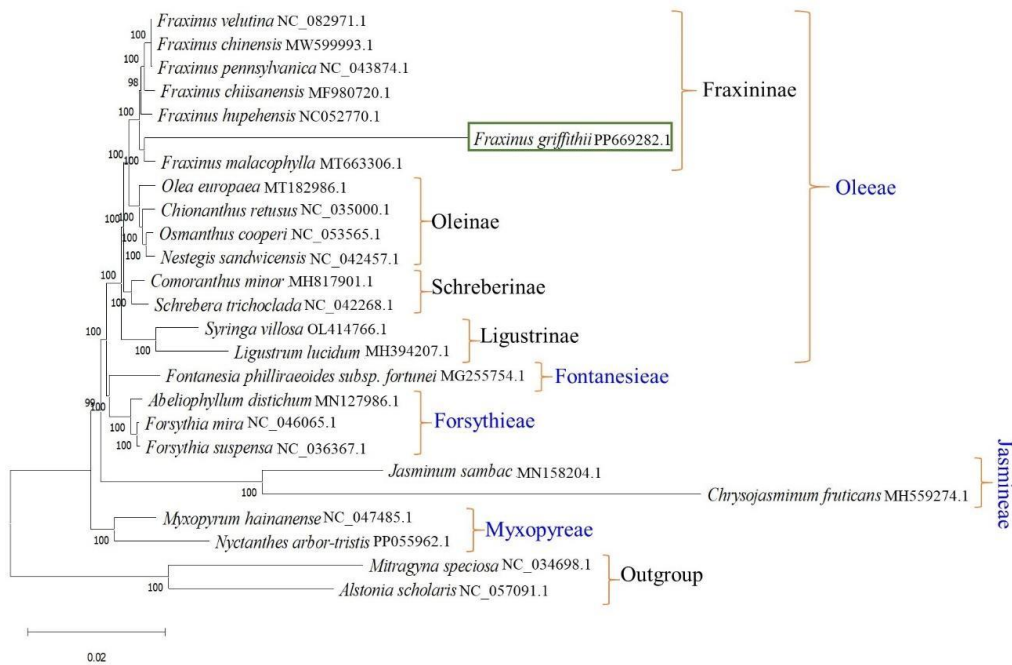 Fraxinus velutina NC_082971.1
Fraxinus chinensis MW599993.1
Fraxinus pennsylvanica NC_043874.1
Fraxinus chiisanensis MF980720.1
Fraxinus hupehensis NC052770.1
Fraxinus griffithii PP669282.1
Fraxinus malacophylla MT663306.1
Fraxininae
Olea europaea MT182986.1
Chionanthus retusus NC_035000.1
Osmanthus cooperi NC_053565.1
Nestegis sandwicensis NC_042457.1
Oleinae
Comoranthus minor MH817901.1
Schrebera trichoclada NC_042268.1
Schreberinae
Syringa villosa OL414766.1
Ligustrum lucidum MH394207.1
Ligustrinae
Oleeae
Fontanesia philliraeoides subsp. fortunei MG255754.1
Fontanesieae
Abeliophyllum distichum MN127986.1
Forsythia mira NC_046065.1
Forsythia suspensa NC_036367.1
Forsythieae
Jasminum sambac MN158204.1
Chrysojasminum fruticans MH559274.1
Jasmineae
Myxopyrum hainanense NC_047485.1
Nyctanthes arbor-tristis PP055962.1
Myxopyreae
Mitragyna speciosa NC_034698.1
Alstonia scholaris NC_057091.1
Outgroup
100
100
98
100
100
100
100
100
100
100
100
100
100
100
99
100
100
100
100
100
100
0.02